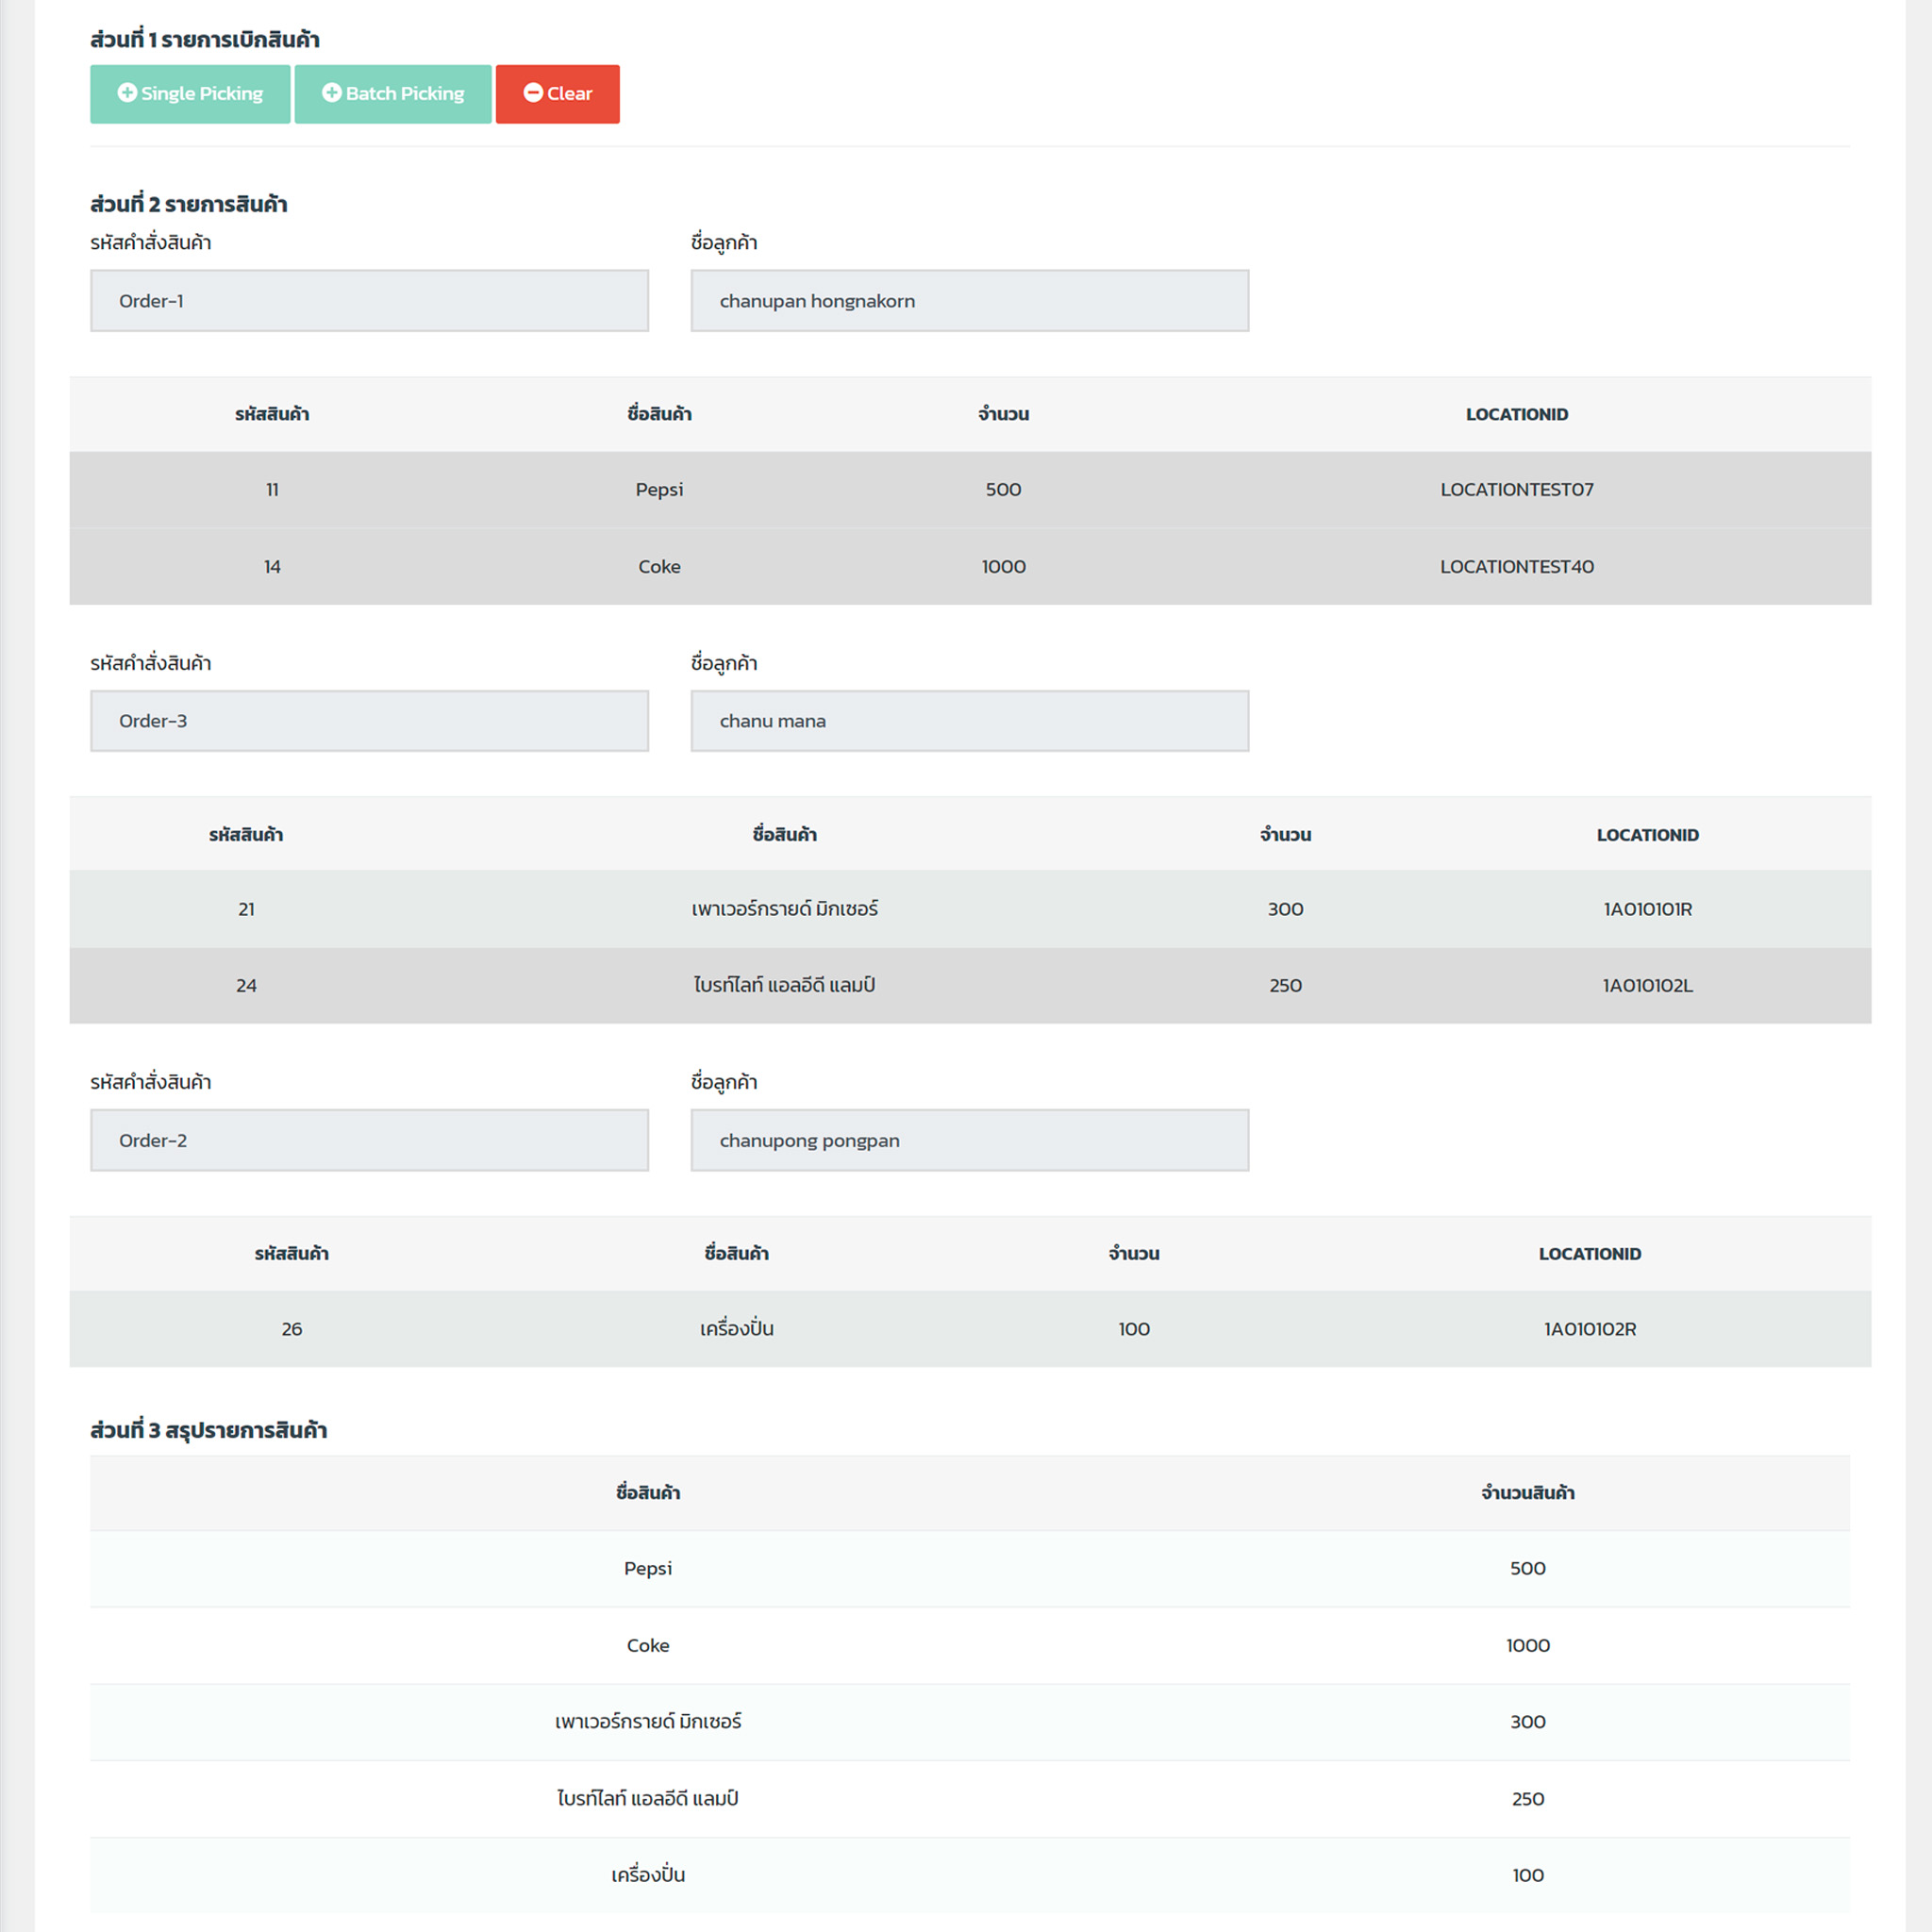 ส่วนที่ 1 รายการเบิกสินค้า
Single Picking Batch Picking Clear
ส่วนที่ 2 รายการสินค้า
รหัสคำสั่งสินค้า ชื่อลูกค้า
Order-1 chanupan hongnakorn
รหัสสินค้า ชื่อสินค้า จำนวน LOCATIONID
11 Pepsi 500 LOCATIONTEST07
14 Coke 1000 LOCATIONTEST40
รหัสคำสั่งสินค้า ชื่อลูกค้า
Order-3 chanu mana
รหัสสินค้า ชื่อสินค้า จำนวน LOCATIONID
21 เพาเวอร์กรายด์ มิกเซอร์ 300 1A010101R
24 ไบรท์ไลท์ แอลอีดี แลมป์ 250 1A010102L
รหัสคำสั่งสินค้า ชื่อลูกค้า
Order-2 chanupong pongpan
รหัสสินค้า ชื่อสินค้า จำนวน LOCATIONID
26 เครื่องปั่น 100 1A010102R
ส่วนที่ 3 สรุปรายการสินค้า
ชื่อสินค้า จำนวนสินค้า
Pepsi 500
Coke 1000
เพาเวอร์กรายด์ มิกเซอร์ 300
ไบรท์ไลท์ แอลอีดี แลมป์ 250
เครื่องปั่น 100